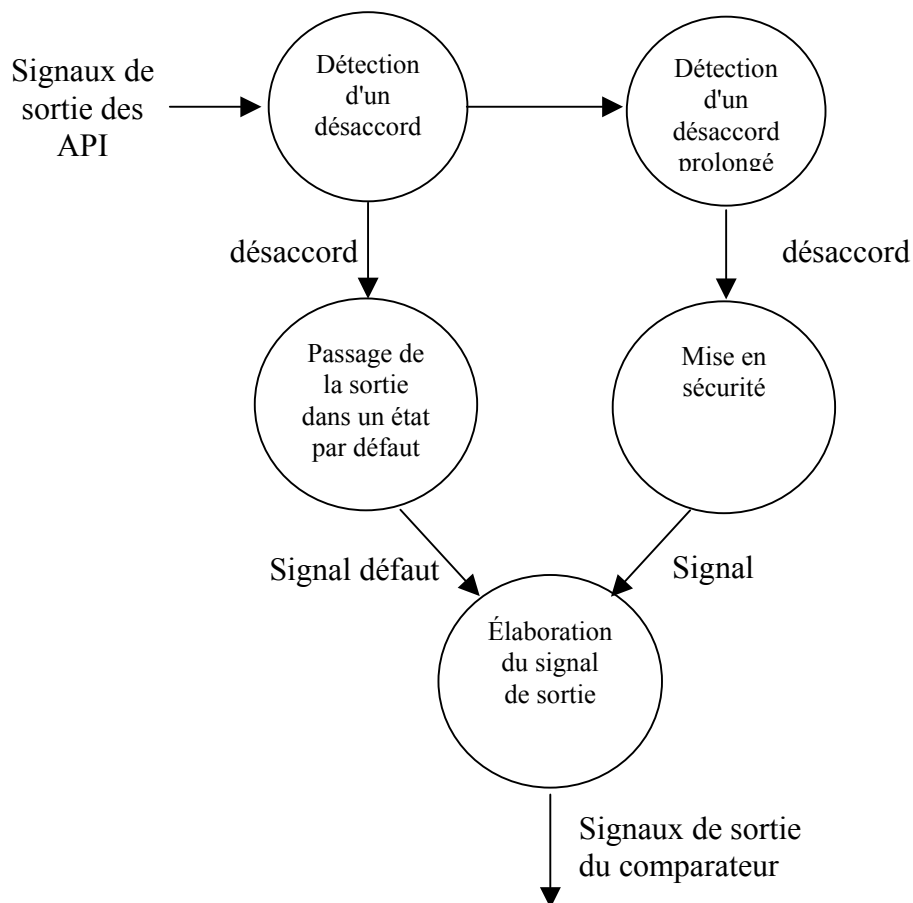 Signaux de
sortie des
API
Détection
d'un
désaccord
Détection
d'un
désaccord
prolongé
désaccord
désaccord
Passage de
la sortie
dans un état
par défaut
Mise en
sécurité
Signal défaut
Signal
Élaboration
du signal
de sortie
Signaux de sortie
du comparateur